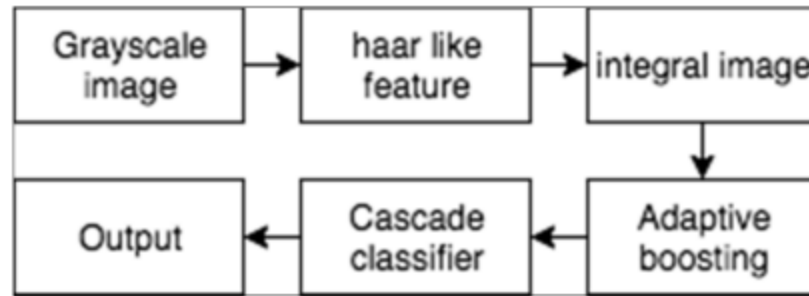 Grayscale
image
haar like
feature
integral image
Adaptive
boosting
Cascade
classifier
Output